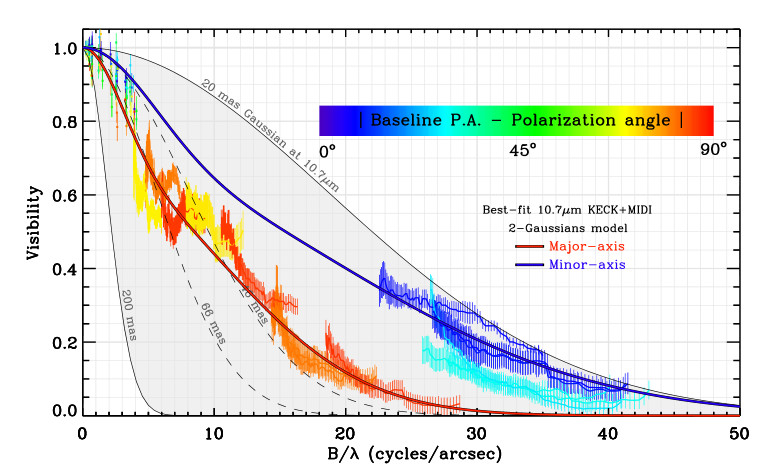 1.0
0.8
0.6
0.4
0.2
0.0
Visibility
20 mas Gaussian at 10.7μm
| Baseline P.A. − Polarization angle |
0° 45° 90°
Best−fit 10.7μm KECK+MIDI
2−Gaussians model
Major−axis
Minor−axis
200 mas
66 mas
mas
0 10 20 30 40 50
B/λ (cycles/arcsec)